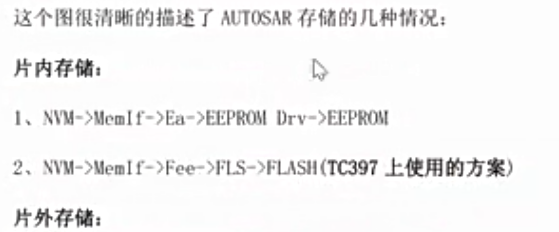 这个图很清晰的描述了 AUTOSAR 存储的几种情况：
片内存储：
1、NVM->MemIf->Ea->EEPROM Drv->EEPROM
2、NVM->MemIf->Fee->FLS->FLASH(TC397 上使用的方案)
片外存储：